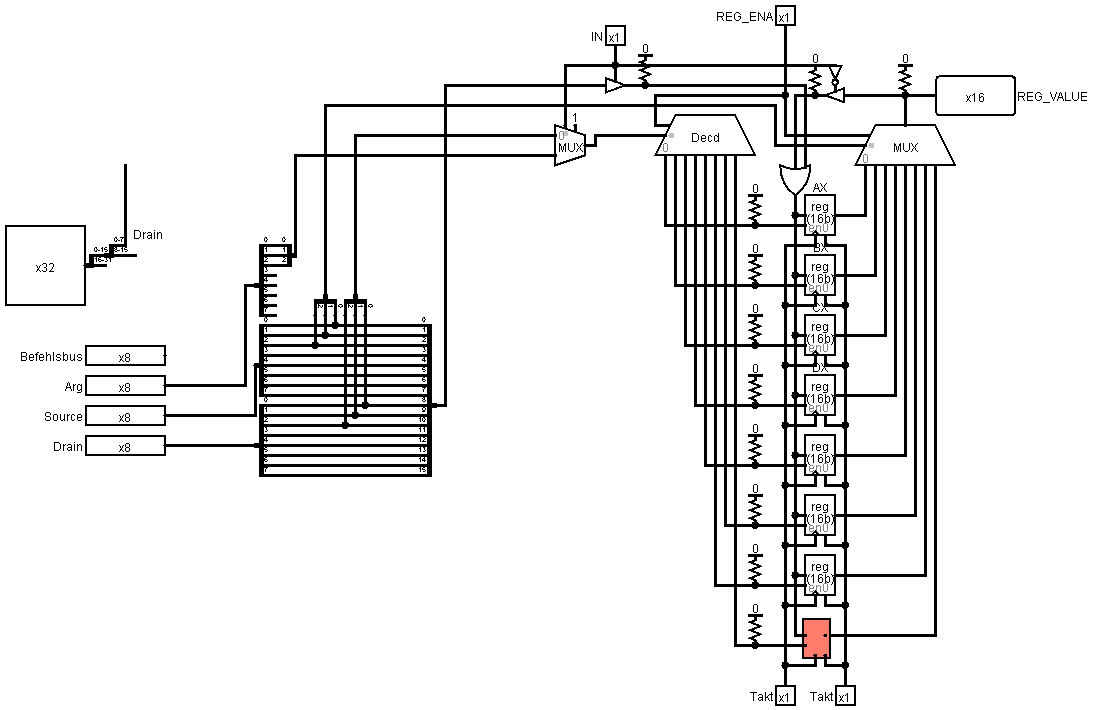 REG_ENA x1
IN x1
0
0
0
x16 REG_VALUE
0 1
MUX
Decd
0
MUX
0
0
AX
reg
(16b)
en0
Drain
0-7
0-15 8-15
16-31
x32
BX
0
reg
(16b)
en0
CX
0
reg
(16b)
en0
Befehlsbus x8
Arg x8
Source x8
Drain x8
DX
0
reg
(16b)
en0
0
reg
(16b)
en0
0
reg
(16b)
en0
0
reg
(16b)
en0
0
Takt x1
Takt x1